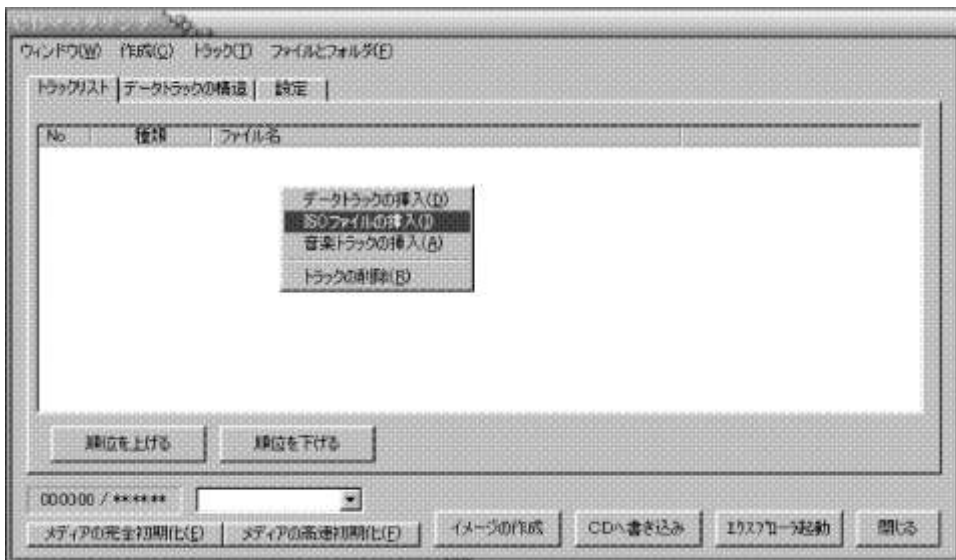 ウィンドウ(W) 作成(C) トラック(T) ファイルとフォルダ(F)
トラックリスト データトラックの構造 設定
No 種類 ファイル名
データトラックの挿入(D)
ISOファイルの挿入(I)
音楽トラックの挿入(A)
トラックの削除(R)
順位を上げる 順位を下げる
000:00 / **:**:**
メディアの完全初期化(E) メディアの高速初期化(F) イメージの作成 CDへ書き込み エクスプローラ起動 閉じる